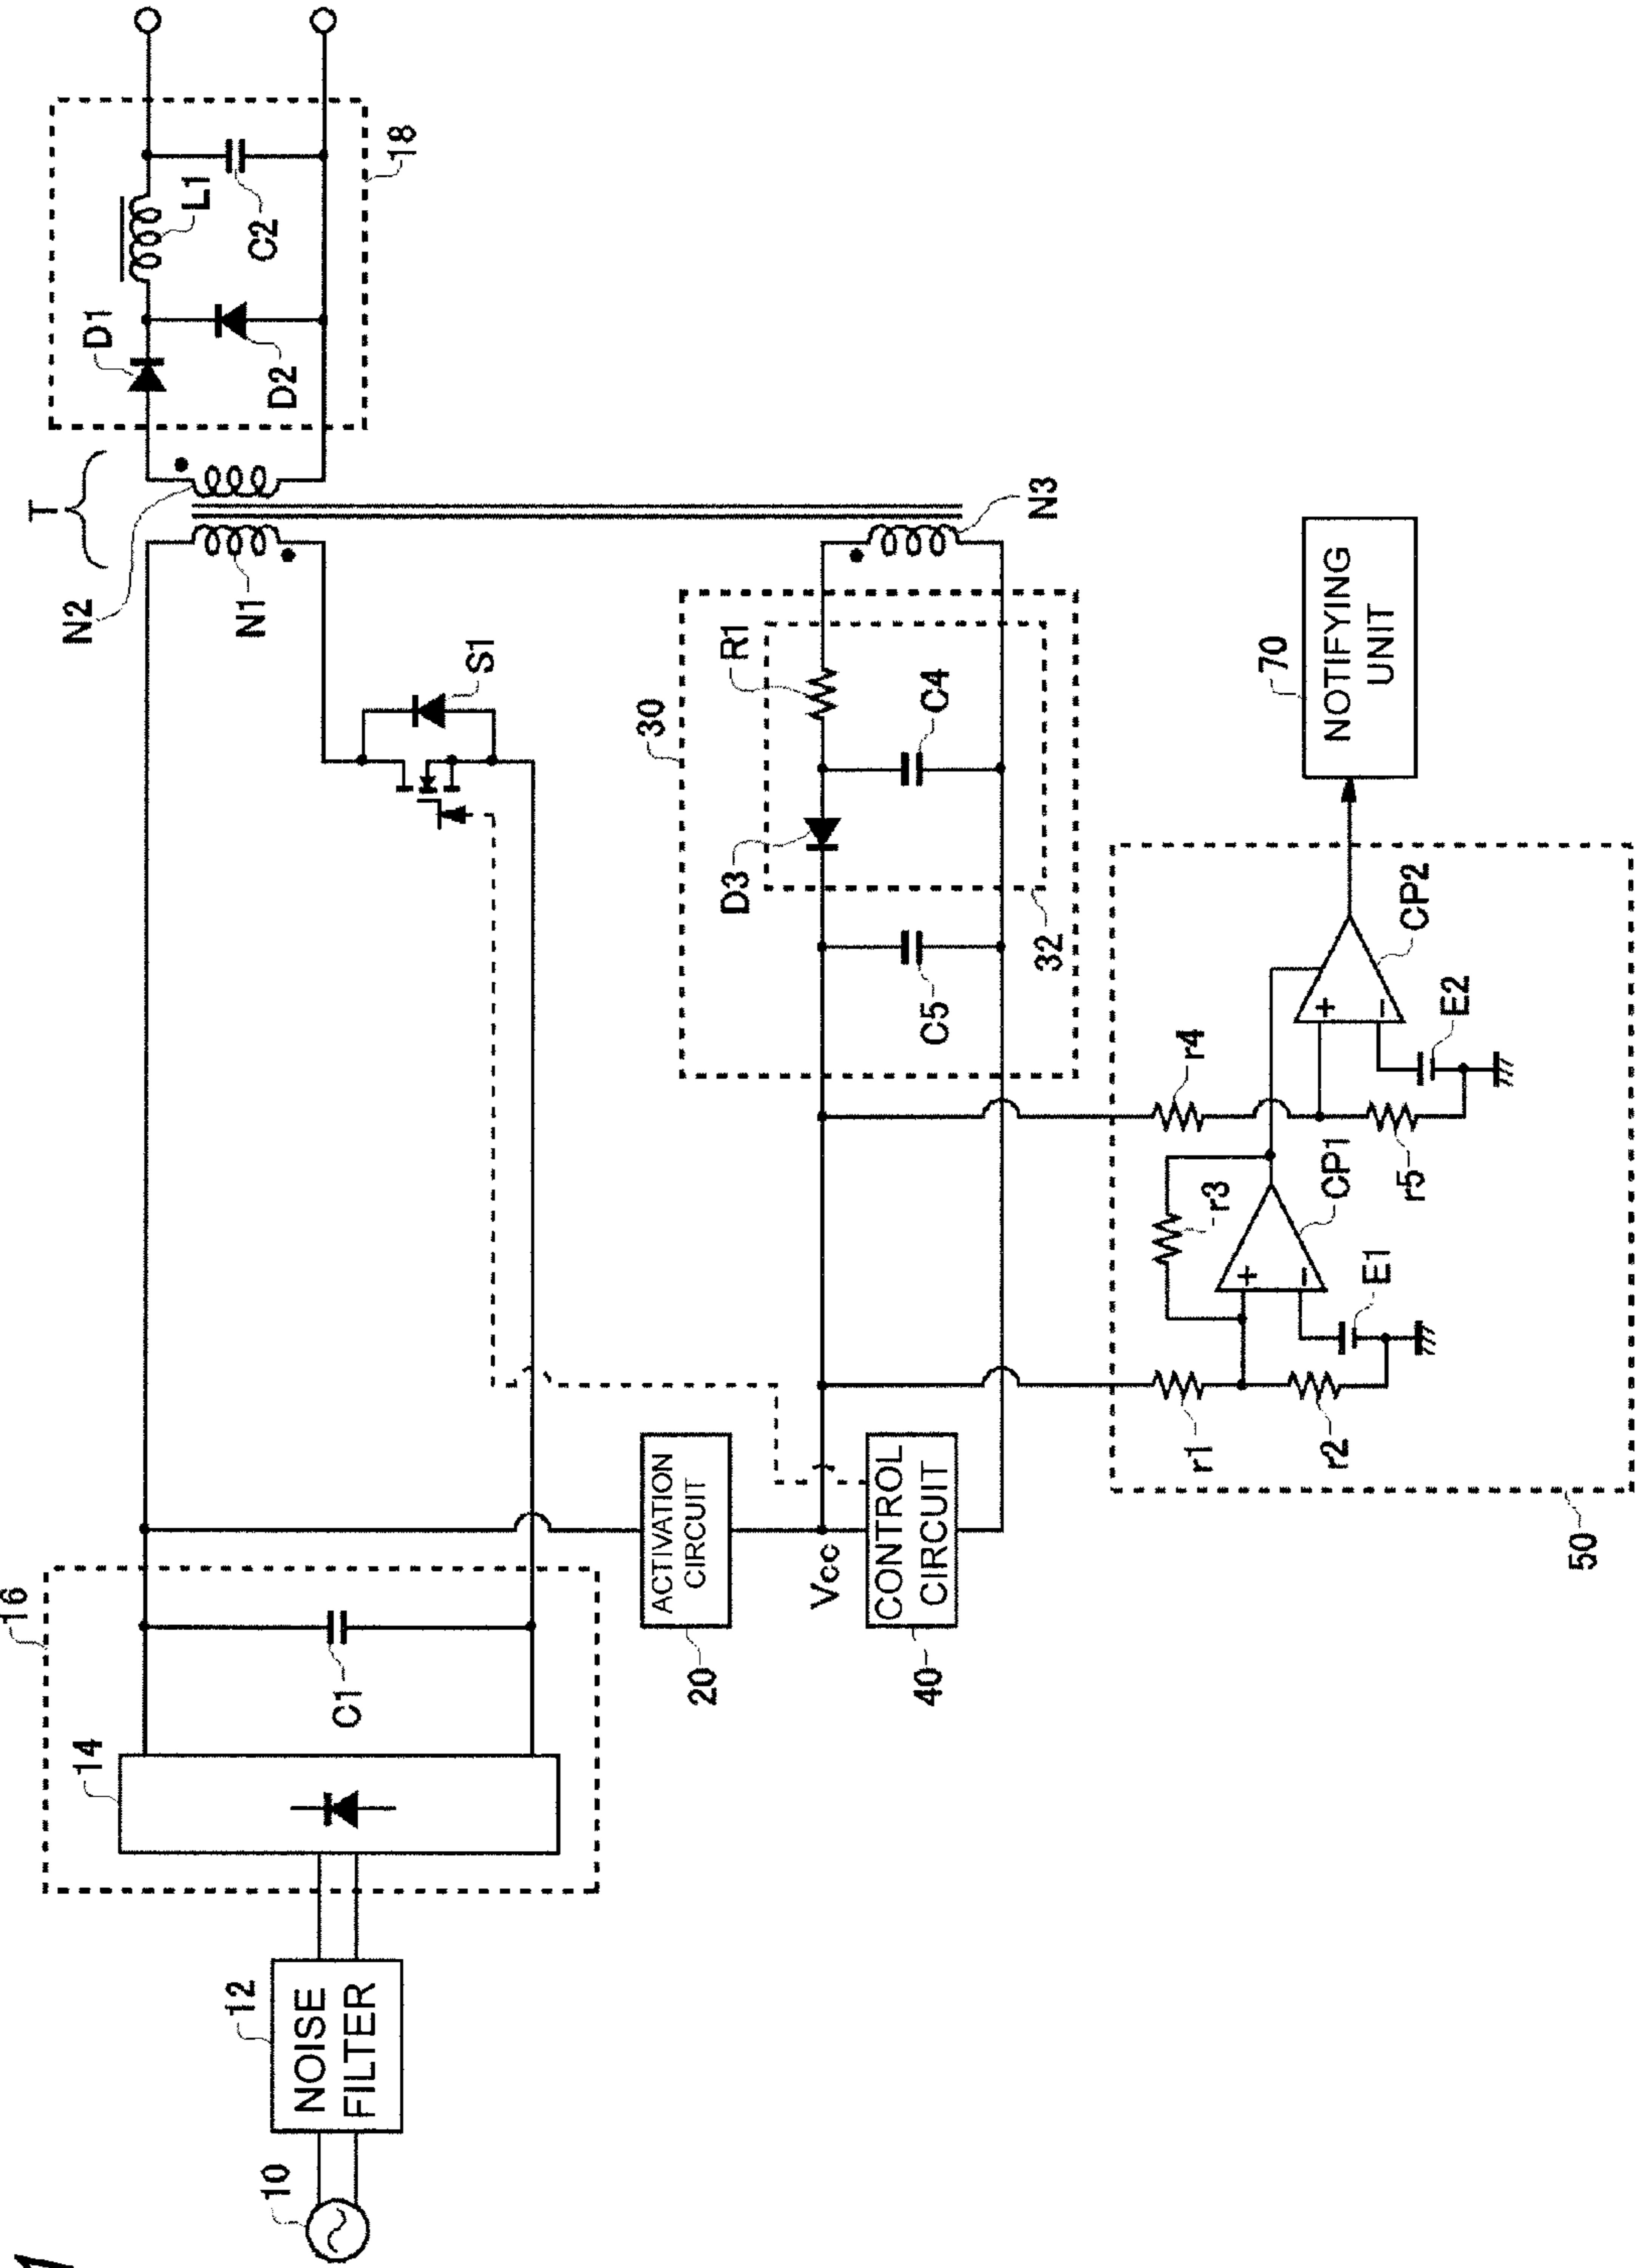 1
10
12
NOISE
FILTER
14
16
C1
20
ACTIVATION
CIRCUIT
40
CONTROL
CIRCUIT
Vcc
S1
T
N1
N2
N3
D1
D2
L1
C2
18
30
R1
D3
C4
C5
32
50
r1
r2
r3
r4
r5
+
−
CP1
E1
+
−
CP2
E2
70
NOTIFYING
UNIT